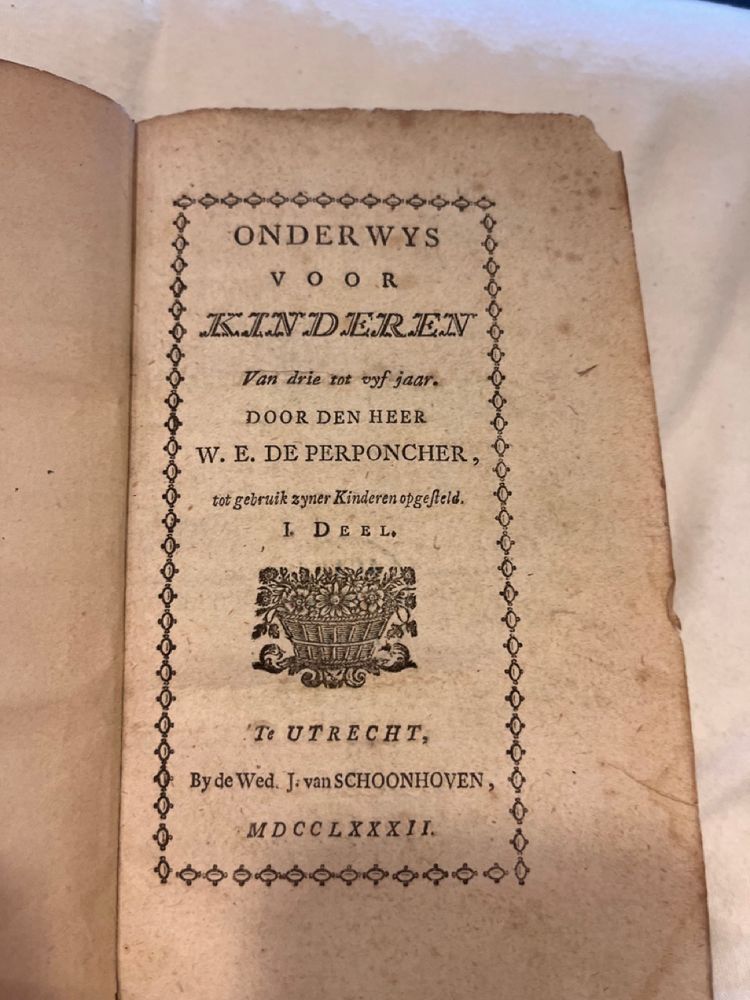 ONDERWYS
VOOR
KINDEREN
Van drie tot vyf jaar.
DOOR DEN HEER
W. E. DE PERPONCHER,
tot gebruik zyner Kinderen opgeſteld.
I. DEEL.
Te UTRECHT,
By de Wed. J. van SCHOONHOVEN,
MDCCLXXXII.